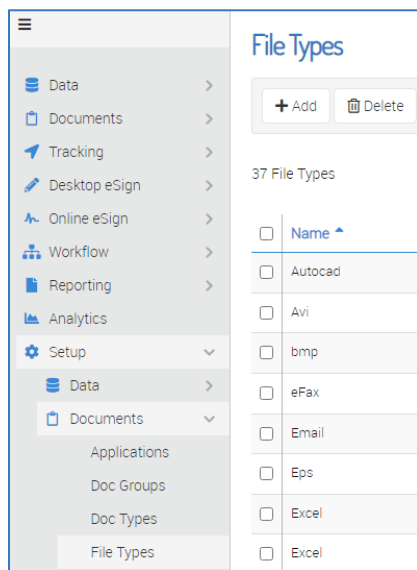 Data
Documents
Tracking
Desktop eSign
Online eSign
Workflow
Reporting
Analytics
Setup
Data
Documents
Applications
Doc Groups
Doc Types
File Types
File Types
Add Delete
37 File Types
Name
Autocad
Avi
bmp
eFax
Email
Eps
Excel
Excel